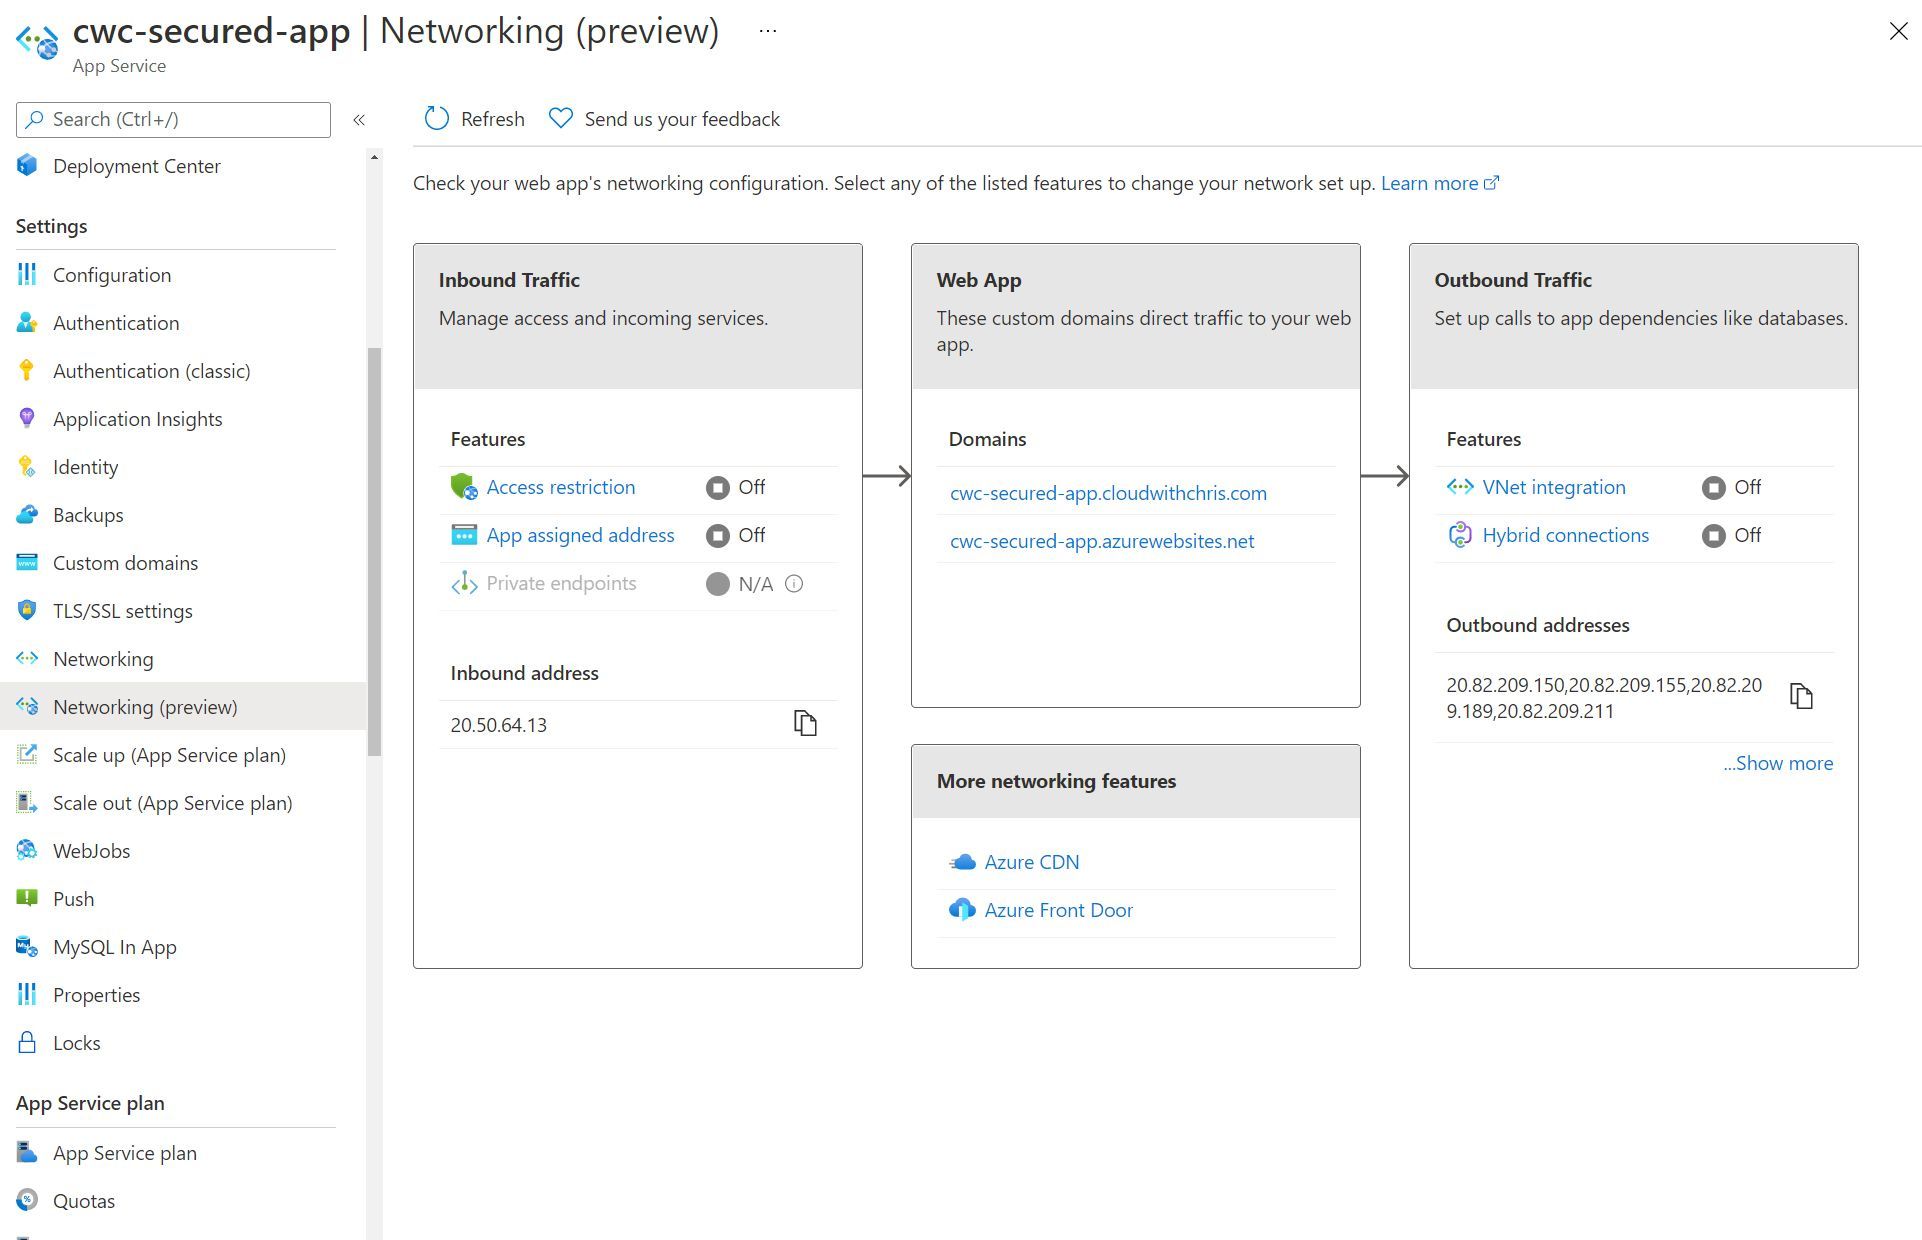 cwc-secured-app | Networking (preview) ...
App Service
Search (Ctrl+/)
«
Deployment Center
Settings
Configuration
Authentication
Authentication (classic)
Application Insights
Identity
Backups
Custom domains
TLS/SSL settings
Networking
Networking (preview)
Scale up (App Service plan)
Scale out (App Service plan)
WebJobs
Push
MySQL In App
Properties
Locks
App Service plan
App Service plan
Quotas
Refresh
Send us your feedback
Check your web app's networking configuration. Select any of the listed features to change your network set up. Learn more
Inbound Traffic
Manage access and incoming services.
Features
Access restriction Off
App assigned address Off
Private endpoints N/A
Inbound address
20.50.64.13
Web App
These custom domains direct traffic to your web
app.
Domains
cwc-secured-app.cloudwithchris.com
cwc-secured-app.azurewebsites.net
More networking features
Azure CDN
Azure Front Door
Outbound Traffic
Set up calls to app dependencies like databases.
Features
VNet integration Off
Hybrid connections Off
Outbound addresses
20.82.209.150,20.82.209.155,20.82.20
9.189,20.82.209.211
...Show more